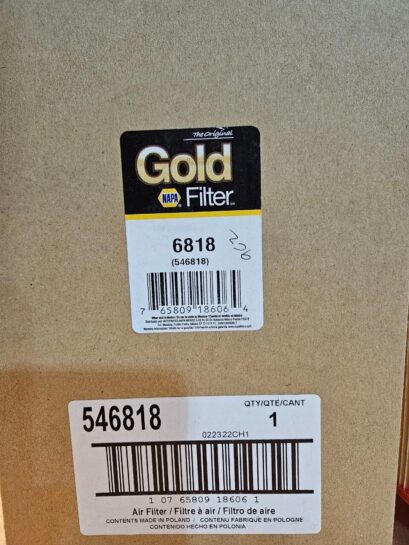 The Original
Gold
NAPA Filter
6818
(546818)
7 65809 18606 4
546818
QTY/QTE/CANT
1
022322CH1
1 07 65809 18606 1
Air Filter / Filtre à air / Filtro de aire
CONTENTS MADE IN POLAND / CONTENU FABRIQUÉ EN POLOGNE
CONTENIDO HECHO EN POLONIA